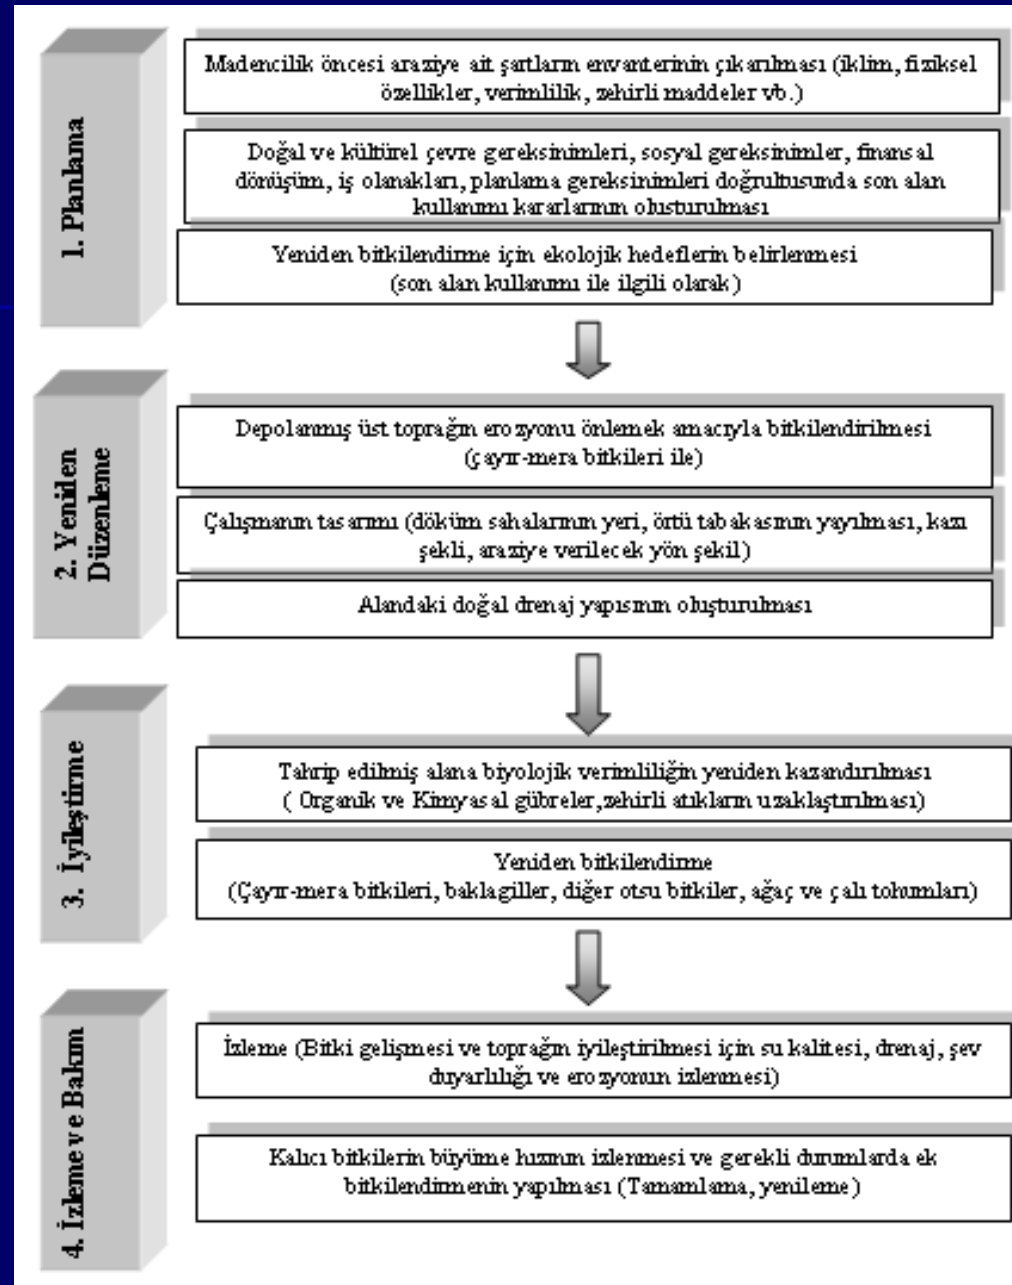 1. Planlama
Madencilik öncesi araziye ait şartların envanterinin çıkarılması (iklim, fiziksel
özellikler, verimlilik, zehirli maddeler vb.)
Doğal ve kültürel çevre gereksinimleri, sosyal gereksinimler, finansal
dönüşüm, iş olanakları, planlama gereksinimleri doğrultusunda son alan
kullanımı kararlarının oluşturulması
Yeniden bitkilendirme için ekolojik hedeflerin belirlenmesi
(son alan kullanımı ile ilgili olarak)
2. Yeniden
Düzenleme
Depolanmış üst toprağın erozyonu önlemek amacıyla bitkilendirilmesi
(çayır-mera bitkileri ile)
Çalışmanın tasarımı (döküm sahalarının yeri, örtü tabakasının yayılması, kazı
şekli, araziye verilecek yön şekil)
Alandaki doğal drenaj yapısının oluşturulması
3. İyileştirme
Tahrip edilmiş alana biyolojik verimliliğin yeniden kazandırılması
( Organik ve Kimyasal gübreler,zehirli atıkların uzaklaştırılması)
Yeniden bitkilendirme
(Çayır-mera bitkileri, baklagiller, diğer otsu bitkiler, ağaç ve çalı tohumları)
4. İzleme ve Bakım
İzleme (Bitki gelişmesi ve toprağın iyileştirilmesi için su kalitesi, drenaj, şev
duyarlılığı ve erozyonun izlenmesi)
Kalıcı bitkilerin büyüme hızının izlenmesi ve gerekli durumlarda ek
bitkilendirmenin yapılması (Tamamlama, yenileme)